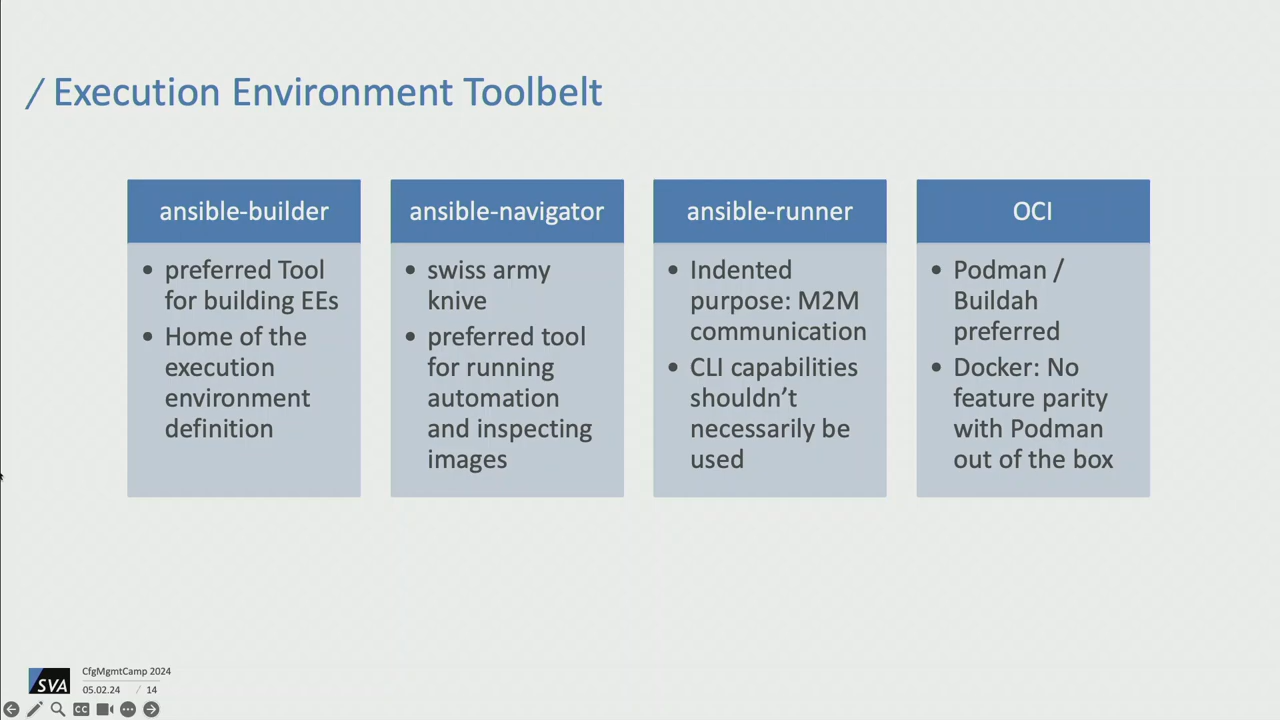 / Execution Environment Toolbelt
ansible-builder
• preferred Tool
for building EEs
• Home of the
execution
environment
definition
ansible-navigator
• swiss army
knive
• preferred tool
for running
automation
and inspecting
images
ansible-runner
• Indented
purpose: M2M
communication
• CLI capabilities
shouldn't
necessarily be
used
OCI
• Podman /
Buildah
preferred
• Docker: No
feature parity
with Podman
out of the box
SVA
CfgMgmtCamp 2024
05.02.24 / 14
CC